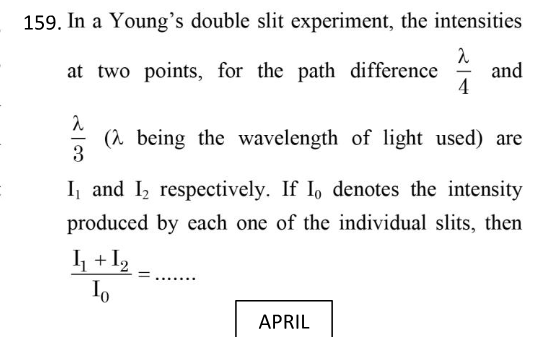 159. In a Young's double slit experiment, the intensities
at two points, for the path difference λ/4 and
λ/3 (λ being the wavelength of light used) are
I₁ and I₂ respectively. If I₀ denotes the intensity
produced by each one of the individual slits, then
(I₁ + I₂)/I₀ = .......
APRIL